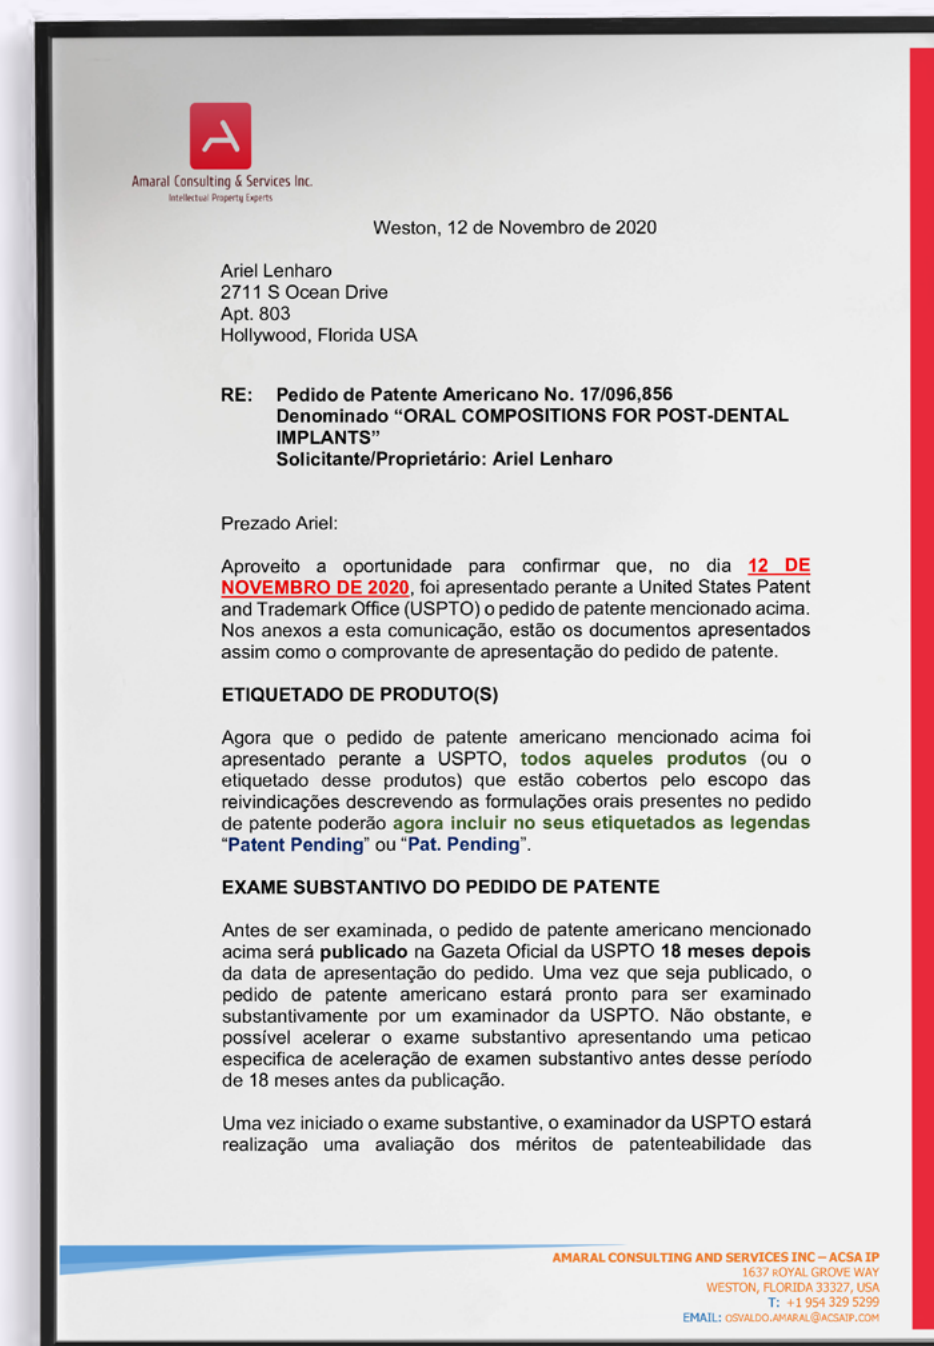 Amaral Consulting & Services Inc.
Intellectual Property Experts
Weston, 12 de Novembro de 2020
Ariel Lenharo
2711 S Ocean Drive
Apt. 803
Hollywood, Florida USA
RE: Pedido de Patente Americano No. 17/096,856
Denominado “ORAL COMPOSITIONS FOR POST-DENTAL
IMPLANTS”
Solicitante/Proprietário: Ariel Lenharo
Prezado Ariel:
Aproveito a oportunidade para confirmar que, no dia 12 DE
NOVEMBRO DE 2020, foi apresentado perante a United States Patent
and Trademark Office (USPTO) o pedido de patente mencionado acima.
Nos anexos a esta comunicação, estão os documentos apresentados
assim como o comprovante de apresentação do pedido de patente.
ETIQUETADO DE PRODUTO(S)
Agora que o pedido de patente americano mencionado acima foi
apresentado perante a USPTO, todos aqueles produtos (ou o
etiquetado desse produtos) que estão cobertos pelo escopo das
reivindicações descrevendo as formulações orais presentes no pedido
de patente poderão agora incluir no seus etiquetados as legendas
“Patent Pending” ou “Pat. Pending”.
EXAME SUBSTANTIVO DO PEDIDO DE PATENTE
Antes de ser examinada, o pedido de patente americano mencionado
acima será publicado na Gazeta Oficial da USPTO 18 meses depois
da data de apresentação do pedido. Uma vez que seja publicado, o
pedido de patente americano estará pronto para ser examinado
substantivamente por um examinador da USPTO. Não obstante, e
possível acelerar o exame substantivo apresentando uma peticao
especifica de aceleração de examen substantivo antes desse período
de 18 meses antes da publicação.
Uma vez iniciado o exame substantive, o examinador da USPTO estará
realização uma avaliação dos méritos de patenteabilidade das
AMARAL CONSULTING AND SERVICES INC – ACSA IP
1637 ROYAL GROVE WAY
WESTON, FLORIDA 33327, USA
T: +1 954 329 5299
EMAIL: OSVALDO.AMARAL@ACSAIP.COM